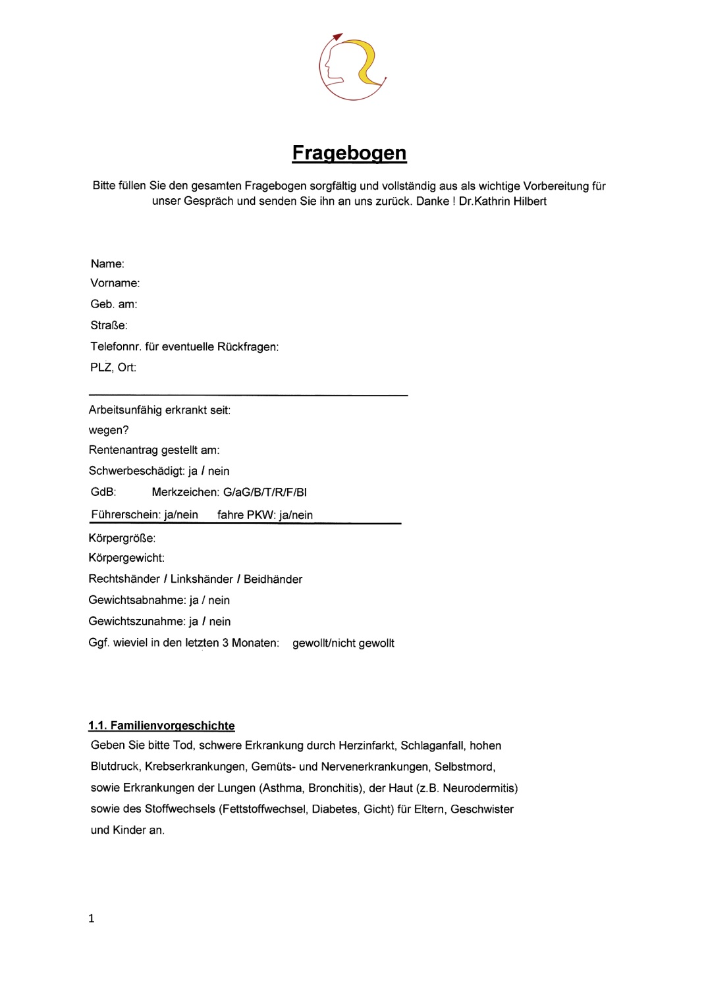 Fragebogen
Bitte füllen Sie den gesamten Fragebogen sorgfältig und vollständig aus als wichtige Vorbereitung für
unser Gespräch und senden Sie ihn an uns zurück. Danke ! Dr.Kathrin Hilbert
Name:
Vorname:
Geb. am:
Straße:
Telefonnr. für eventuelle Rückfragen:
PLZ, Ort:
Arbeitsunfähig erkrankt seit:
wegen?
Rentenantrag gestellt am:
Schwerbeschädigt: ja / nein
GdB: Merkzeichen: G/aG/B/T/R/F/Bl
Führerschein: ja/nein fahre PKW: ja/nein
Körpergröße:
Körpergewicht:
Rechtshänder / Linkshänder / Beidhänder
Gewichtsabnahme: ja / nein
Gewichtszunahme: ja / nein
Ggf. wieviel in den letzten 3 Monaten: gewollt/nicht gewollt
1.1. Familienvorgeschichte
Geben Sie bitte Tod, schwere Erkrankung durch Herzinfarkt, Schlaganfall, hohen
Blutdruck, Krebserkrankungen, Gemüts- und Nervenerkrankungen, Selbstmord,
sowie Erkrankungen der Lungen (Asthma, Bronchitis), der Haut (z.B. Neurodermitis)
sowie des Stoffwechsels (Fettstoffwechsel, Diabetes, Gicht) für Eltern, Geschwister
und Kinder an.
1